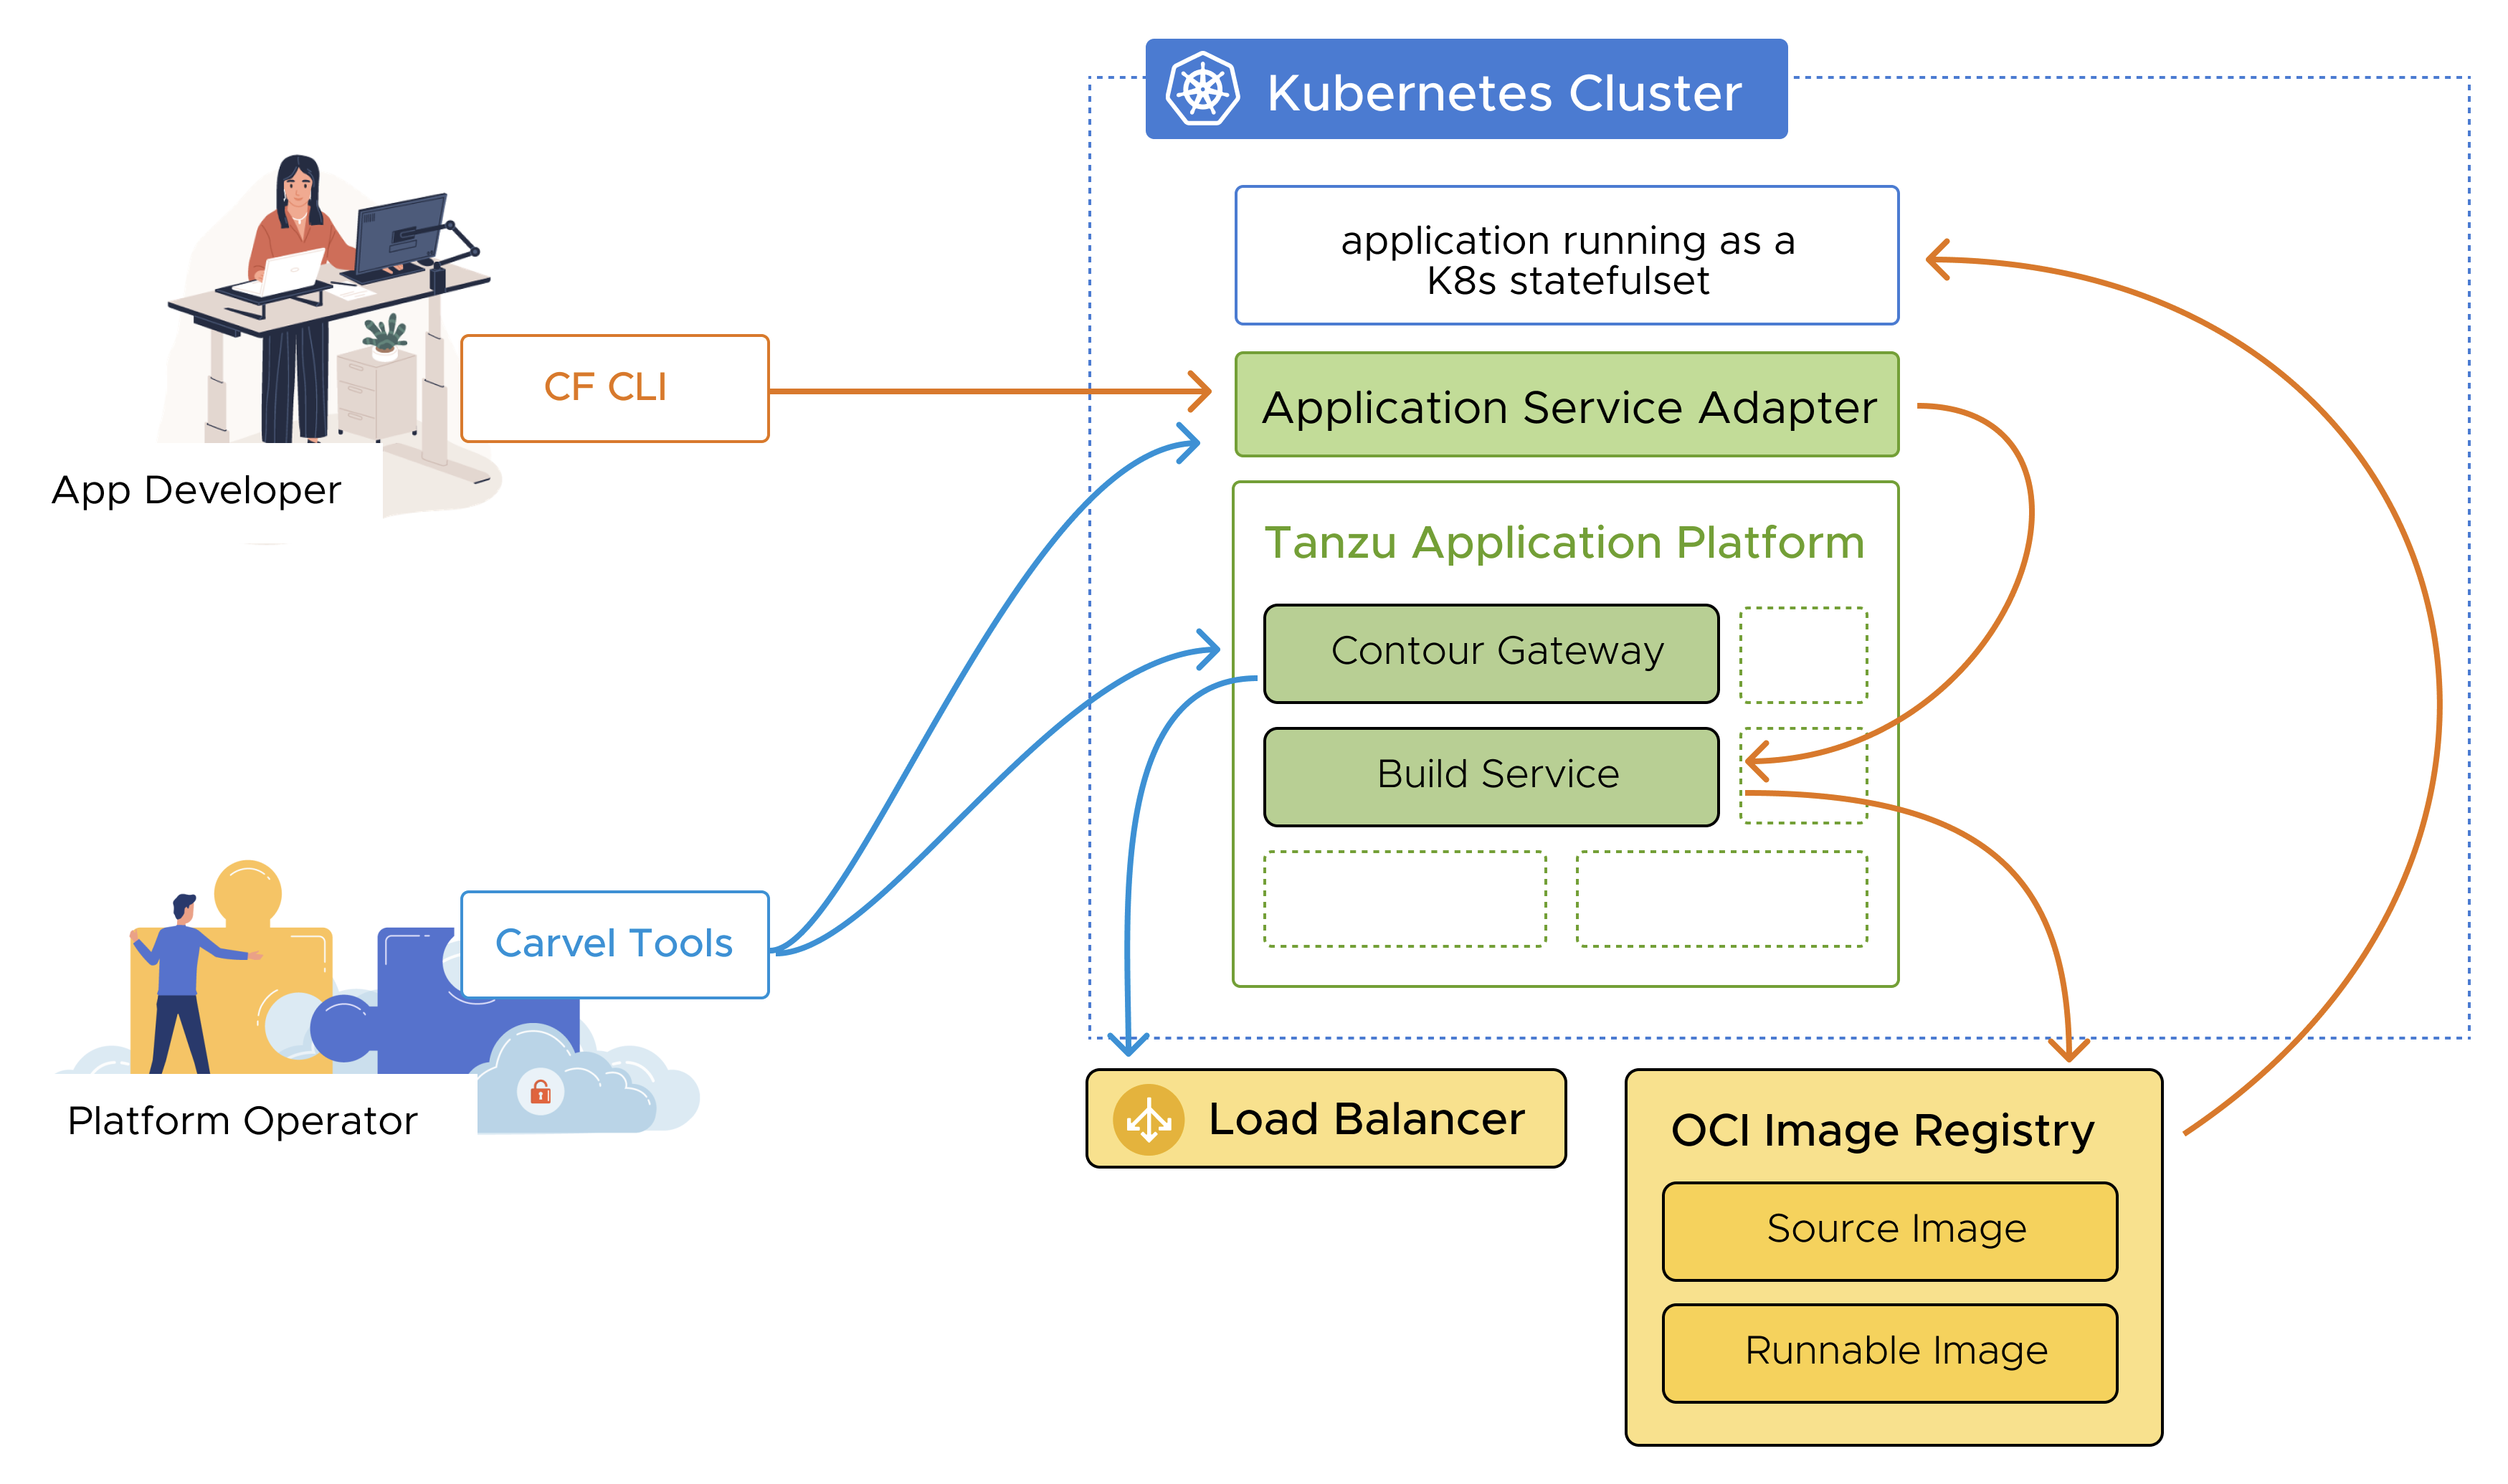 Kubernetes Cluster
application running as a
K8s statefulset
CF CLI
Application Service Adapter
App Developer
Tanzu Application Platform
Contour Gateway
Build Service
Carvel Tools
Platform Operator
Load Balancer
OCI Image Registry
Source Image
Runnable Image